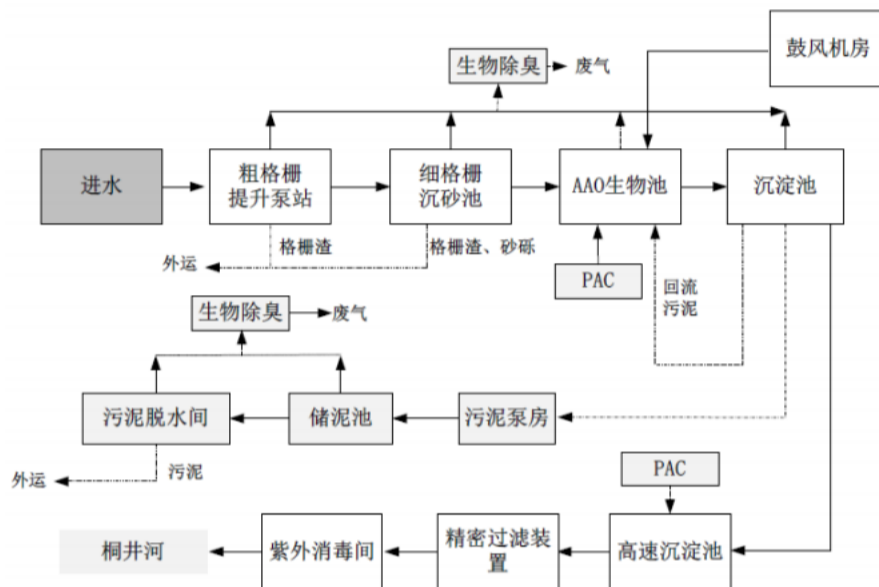 鼓风机房
生物除臭
废气
进水
粗格栅
提升泵站
细格栅
沉砂池
AAO生物池
沉淀池
格栅渣
格栅渣、砂砾
外运
PAC
回流
污泥
生物除臭
废气
污泥脱水间
储泥池
污泥泵房
污泥
外运
PAC
桐井河
紫外消毒间
精密过滤装
置
高速沉淀池